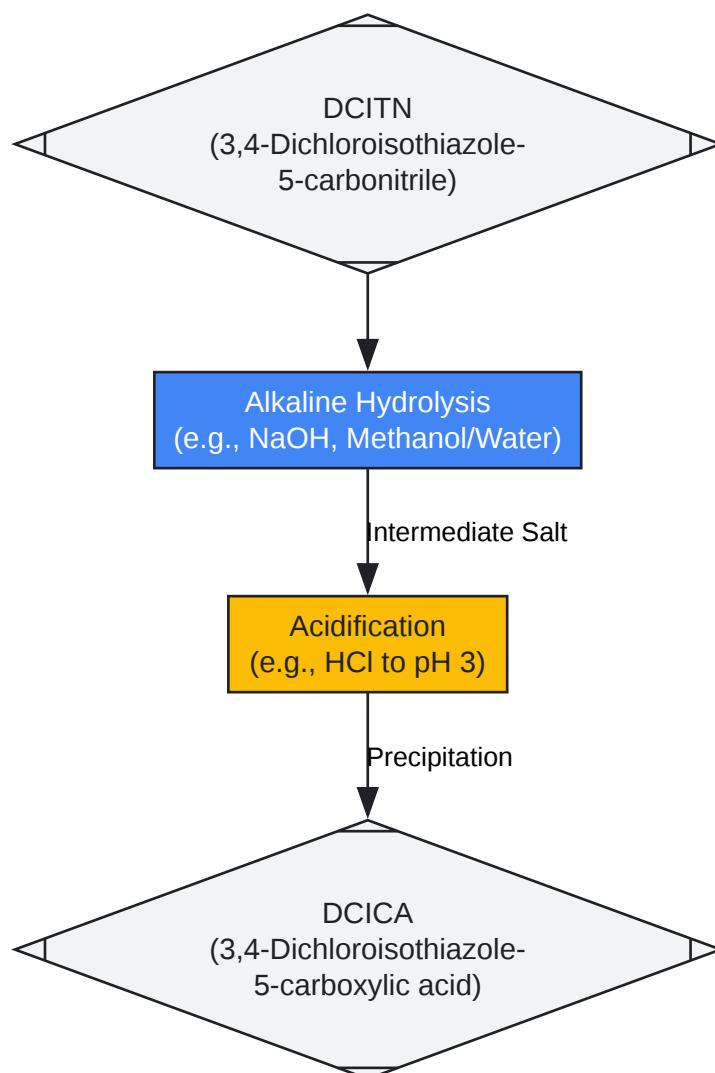 DCITN
(3,4-Dichloroisothiazole-
5-carbonitrile)
Alkaline Hydrolysis
(e.g., NaOH, Methanol/Water)
Intermediate Salt
Acidification
(e.g., HCl to pH 3)
Precipitation
DCICA
(3,4-Dichloroisothiazole-
5-carboxylic acid)